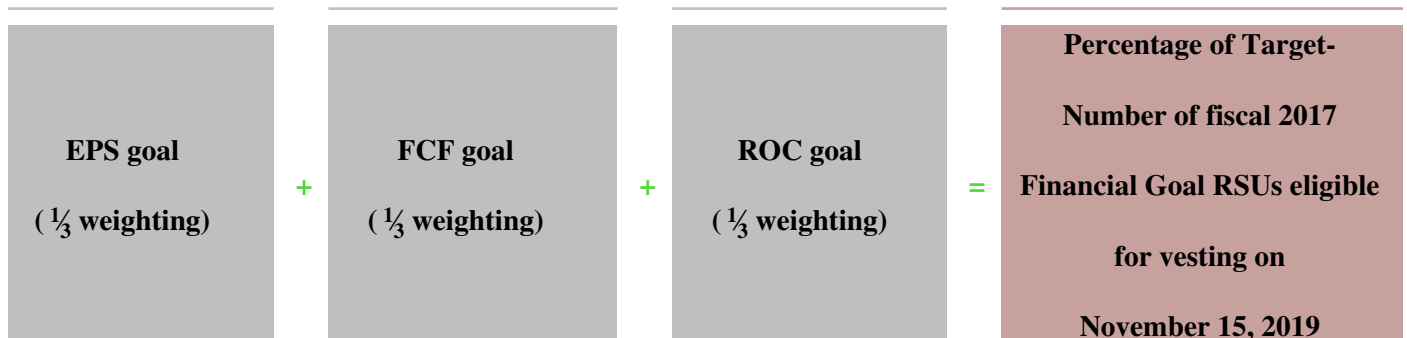 EPS goal
( ⅓ weighting)
+
FCF goal
( ⅓ weighting)
+
ROC goal
( ⅓ weighting)
=
Percentage of Target-
Number of fiscal 2017
Financial Goal RSUs eligible
for vesting on
November 15, 2019